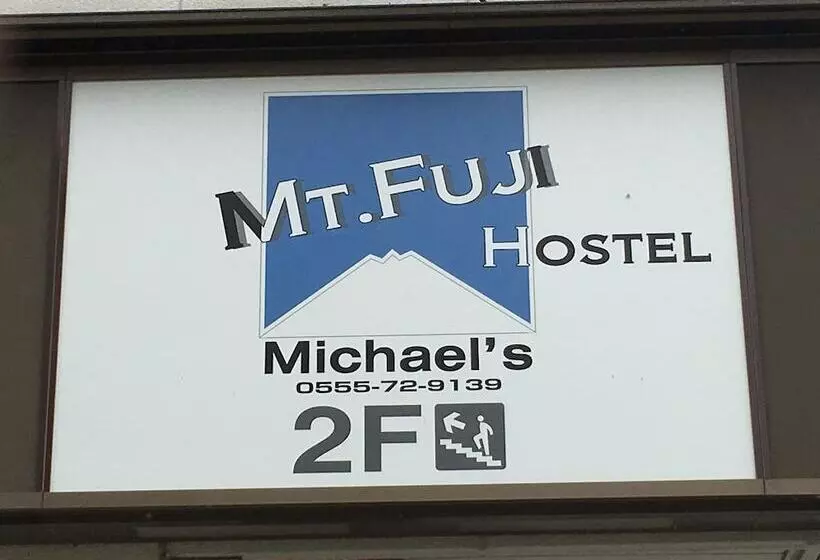 Mt. Fuji
Hostel
Michael's
0555-72-9139
2F